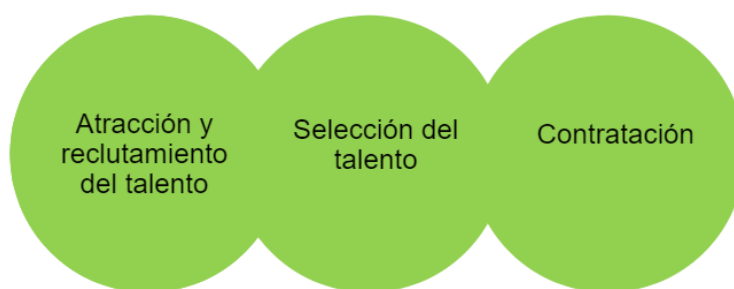 Atracción y
reclutamiento
del talento
Selección del
talento
Contratación